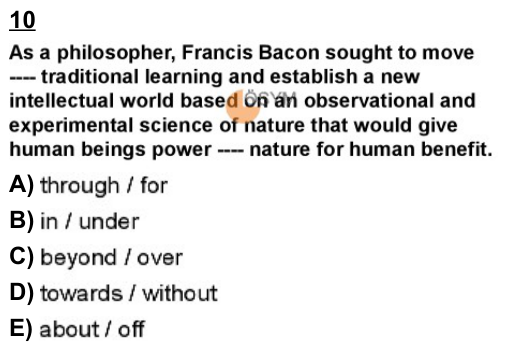 10
As a philosopher, Francis Bacon sought to move
---- traditional learning and establish a new
intellectual world based on an observational and
experimental science of nature that would give
human beings power ---- nature for human benefit.
A) through / for
B) in / under
C) beyond / over
D) towards / without
E) about / off
ÖSYM